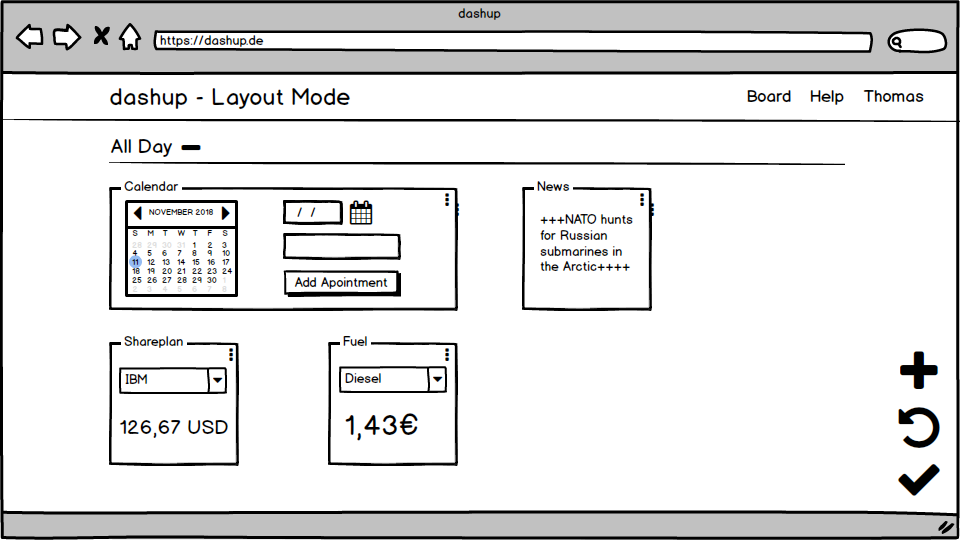 dashup
https://dashup.de
dashup - Layout Mode
Board Help Thomas
All Day
Calendar
NOVEMBER 2018
S M T W T F S
28 29 30 31 1 2 3
4 5 6 7 8 9 10
11 12 13 14 15 16 17
18 19 20 21 22 23 24
25 26 27 28 29 30 1
2 3 4 5 6 7 8
/ /
Add Apointment
News
+++NATO hunts
for Russian
submarines in
the Arctic++++
Shareplan
IBM
126,67 USD
Fuel
Diesel
1,43€